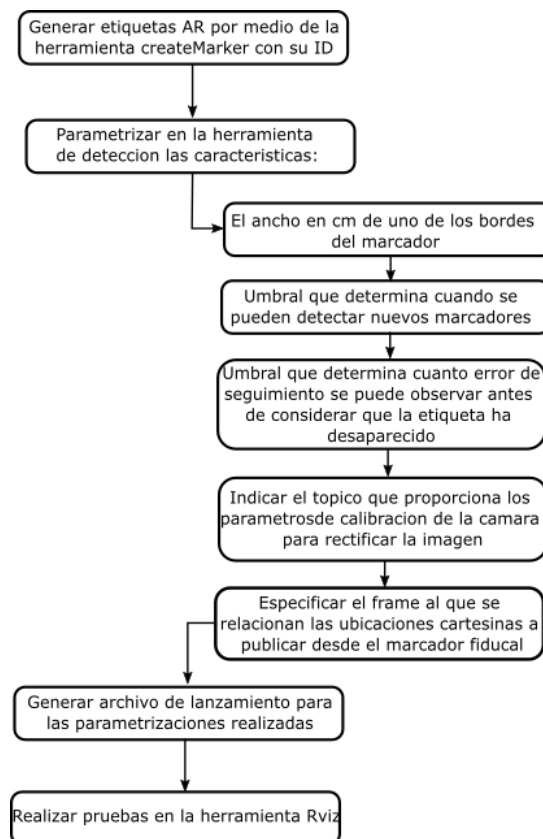 Generar etiquetas AR por medio de la
herramienta createMarker con su ID
Parametrizar en la herramienta
de deteccion las caracteristicas:
El ancho en cm de uno de los bordes
del marcador
Umbral que determina cuando se
pueden detectar nuevos marcadores
Umbral que determina cuanto error de
seguimiento se puede observar antes
de considerar que la etiqueta ha
desaparecido
Indicar el topico que proporciona los
parametrosde calibracion de la camara
para rectificar la imagen
Especificar el frame al que se
relacionan las ubicaciones cartesinas a
publicar desde el marcador fiducal
Generar archivo de lanzamiento para
las parametrizaciones realizadas
Realizar pruebas en la herramienta Rviz